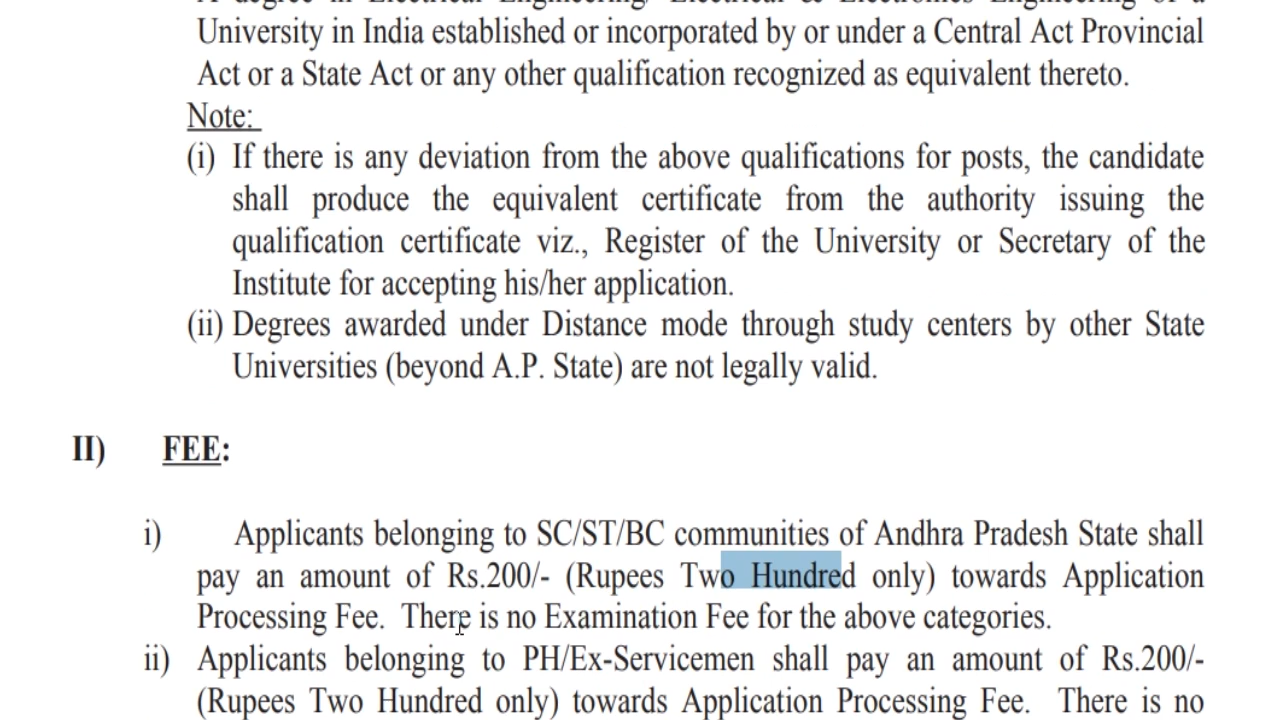 University in India established or incorporated by or under a Central Act Provincial
Act or a State Act or any other qualification recognized as equivalent thereto.
Note:
(i) If there is any deviation from the above qualifications for posts, the candidate
shall produce the equivalent certificate from the authority issuing the
qualification certificate viz., Register of the University or Secretary of the
Institute for accepting his/her application.
(ii) Degrees awarded under Distance mode through study centers by other State
Universities (beyond A.P. State) are not legally valid.
II) FEE:
i) Applicants belonging to SC/ST/BC communities of Andhra Pradesh State shall
pay an amount of Rs.200/- (Rupees Two Hundred only) towards Application
Processing Fee. There is no Examination Fee for the above categories.
ii) Applicants belonging to PH/Ex-Servicemen shall pay an amount of Rs.200/-
(Rupees Two Hundred only) towards Application Processing Fee. There is no